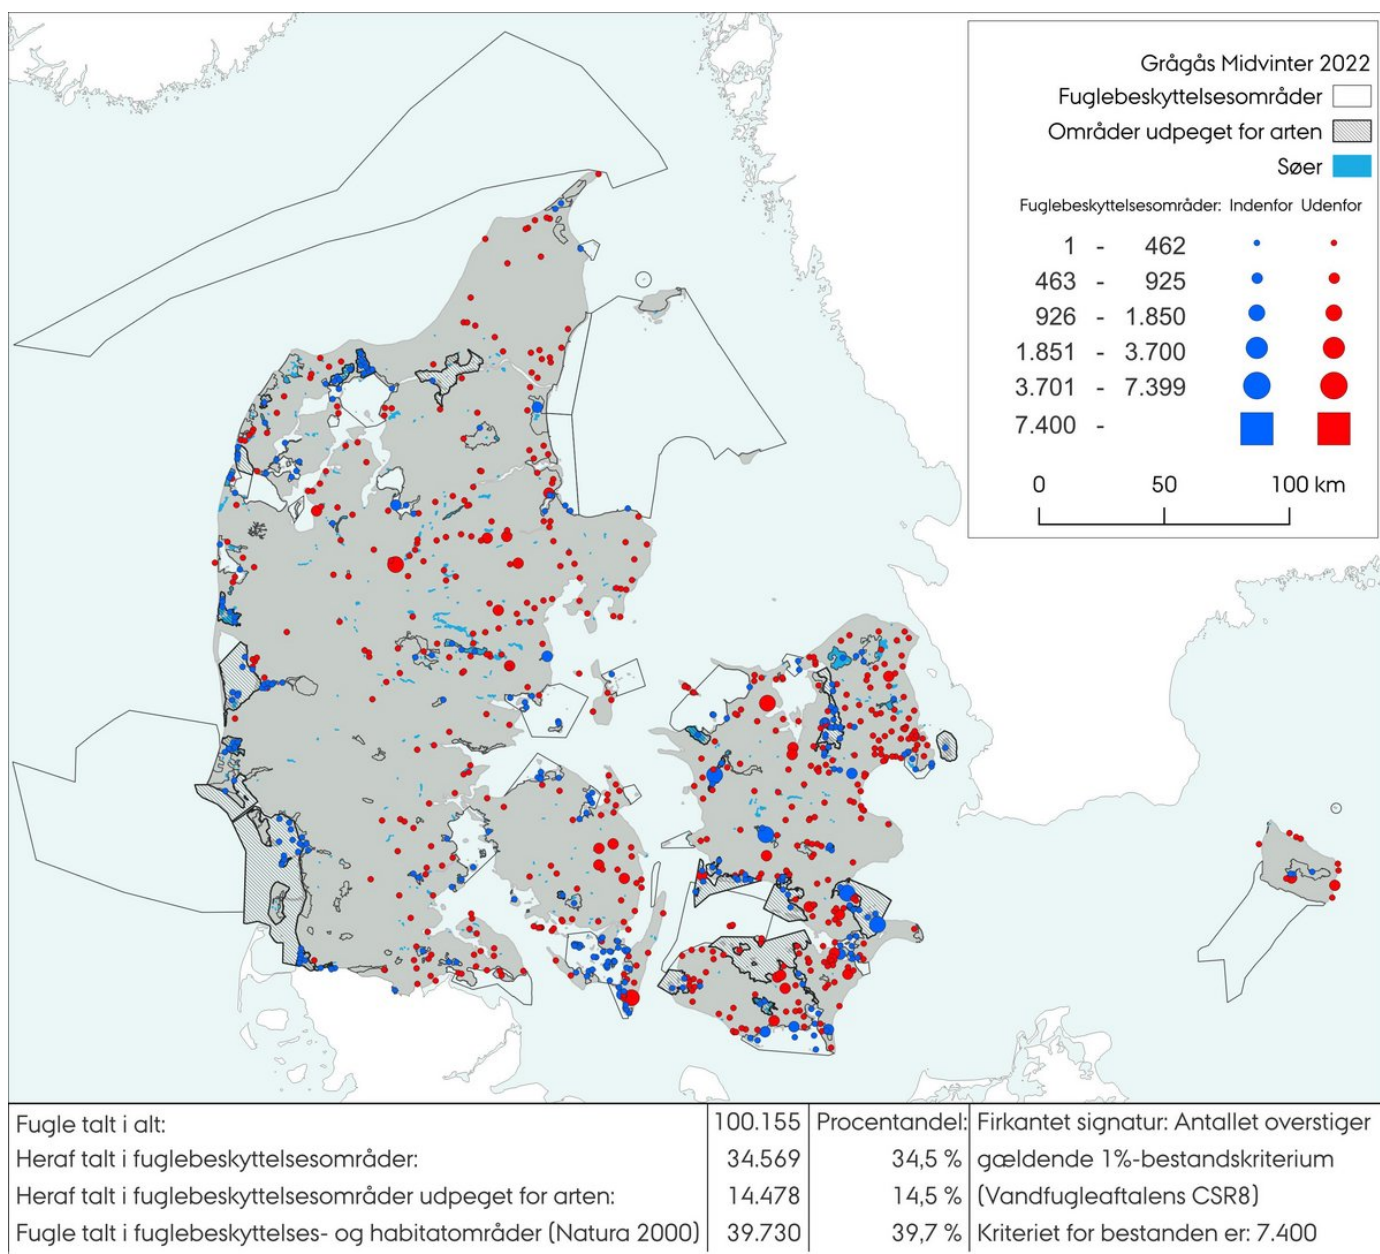 Grågås Midvinter 2022
Fuglebeskyttelsesområder
Områder udpeget for arten
Søer
Fuglebeskyttelsesområder: Indenfor Udenfor
1 - 462
463 - 925
926 - 1.850
1.851 - 3.700
3.701 - 7.399
7.400 -
0 50 100 km
Fugle talt i alt: 100.155 Procentandel: Firkantet signatur: Antallet overstiger
Heraf talt i fuglebeskyttelsesområder: 34.569 34,5 % gældende 1%-bestandskriterium
Heraf talt i fuglebeskyttelsesområder udpeget for arten: 14.478 14,5 % (Vandfugleaftalens CSR8)
Fugle talt i fuglebeskyttelses- og habitatområder (Natura 2000) 39.730 39,7 % Kriteriet for bestanden er: 7.400